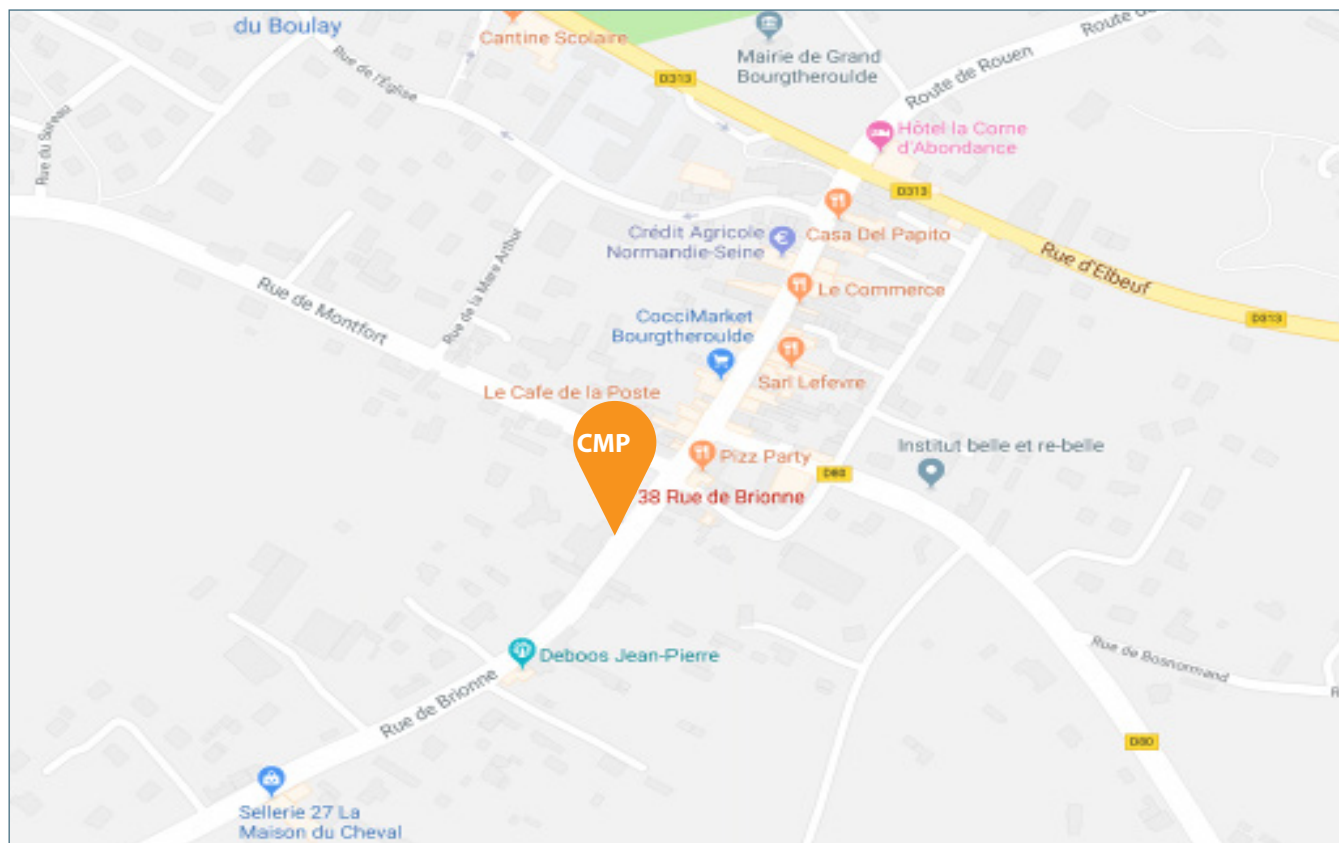 du Boulay
Cantine Scolaire
Mairie de Grand
Bourgtheroulde
Route de Rouen
Route de
Rue de l'Église
D313
Hôtel la Corne
d'Abondance
Rue du Sureau
D313
Crédit Agricole
Normandie-Seine
Casa Del Papito
Rue d'Elbeuf
Rue de la Mare Arthur
Rue de Montfort
Le Commerce
D313
CocciMarket
Bourgtheroulde
Sarl Lefevre
Le Cafe de la Poste
CMP
Pizz Party
Institut belle et re-belle
D80
38 Rue de Brionne
Deboos Jean-Pierre
Rue de Bosnormand
R
Rue de Brionne
D80
Sellerie 27 La
Maison du Cheval